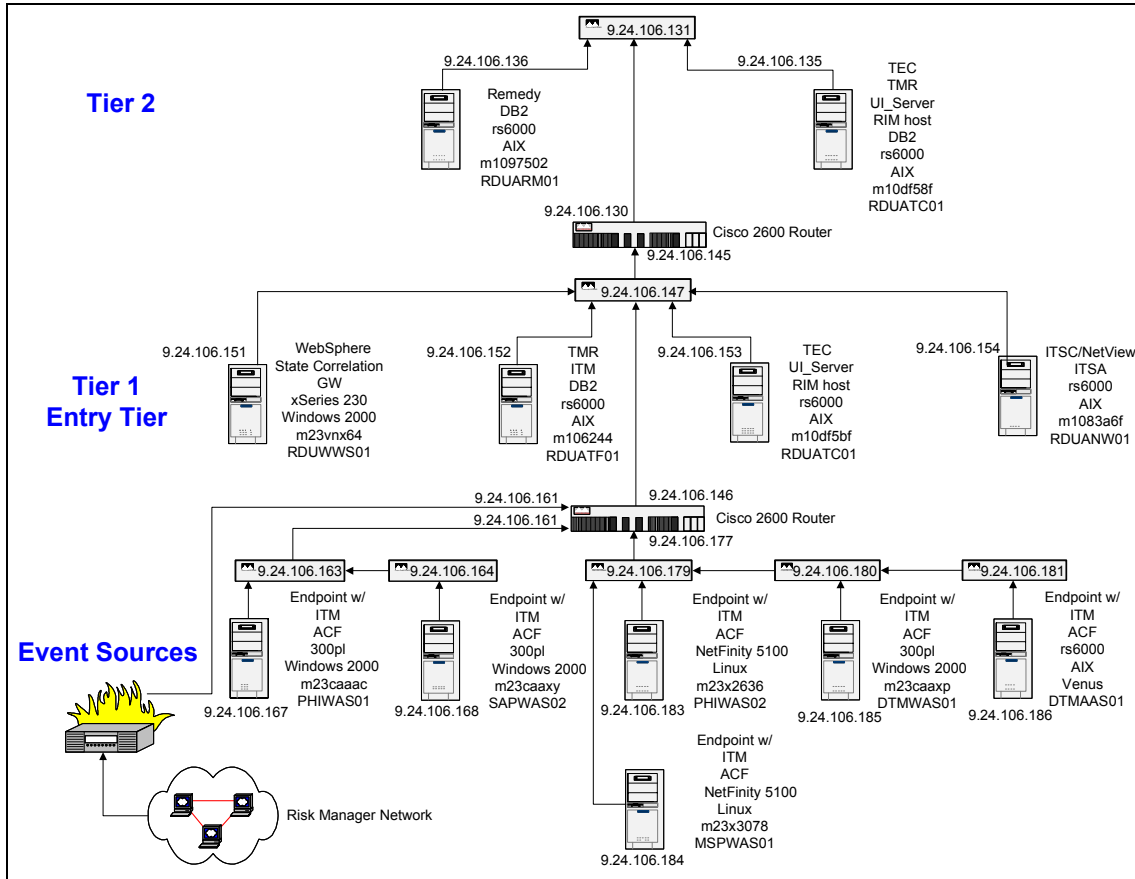 9.24.106.131
9.24.106.136
9.24.106.135
Tier 2
Remedy
DB2
rs6000
AIX
m1097502
RDUARM01
TEC
TMR
UI_Server
RIM host
DB2
rs6000
AIX
m10df58f
RDUATC01
9.24.106.130
Cisco 2600 Router
9.24.106.145
9.24.106.147
Tier 1
Entry Tier
9.24.106.151
WebSphere
State Correlation
GW
xSeries 230
Windows 2000
m23vnx64
RDUWWS01
9.24.106.152
TMR
ITM
DB2
rs6000
AIX
m106244
RDUATF01
9.24.106.153
TEC
UI_Server
RIM host
rs6000
AIX
m10df5bf
RDUATC01
9.24.106.154
ITSC/NetView
ITSA
rs6000
AIX
m1083a6f
RDUANW01
9.24.106.161
9.24.106.161
9.24.106.146
Cisco 2600 Router
9.24.106.177
9.24.106.163
9.24.106.164
9.24.106.179
9.24.106.180
9.24.106.181
Event Sources
Endpoint w/
ITM
ACF
300pl
Windows 2000
m23caaac
PHIWAS01
9.24.106.167
Endpoint w/
ITM
ACF
300pl
Windows 2000
m23caaxy
SAPWAS02
9.24.106.168
Endpoint w/
ITM
ACF
NetFinity 5100
Linux
m23x2636
PHIWAS02
9.24.106.183
Endpoint w/
ITM
ACF
300pl
Windows 2000
m23caaxp
DTMWAS01
9.24.106.185
Endpoint w/
ITM
ACF
rs6000
AIX
Venus
DTMAAS01
9.24.106.186
Endpoint w/
ITM
ACF
NetFinity 5100
Linux
m23x3078
MSPWAS01
9.24.106.184
Risk Manager Network